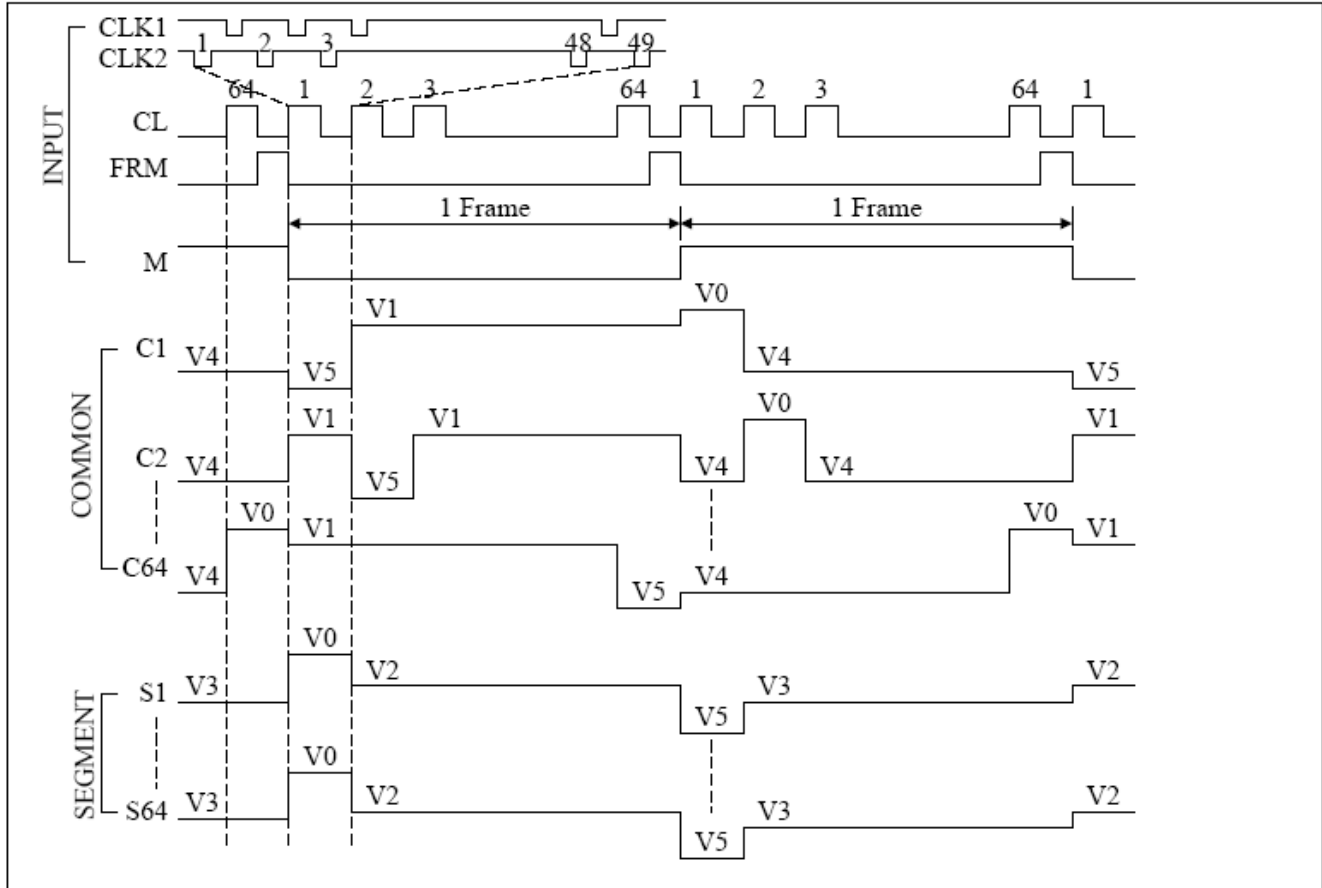 CLK1
1 2 3 48 49
CLK2
64 1 2 3 64 1 2 3 64 1
CL
FRM
INPUT
1 Frame 1 Frame
M
V0
V1
C1 V4 V4
V5 V5
V1 V1 V0 V1
C2 V4 V4 V4
V5
COMMON
V0 V1 V0 V1
C64 V4 V4
V5
V0
S1 V3 V2 V3 V2
V5
SEGMENT
V0
S64 V3 V2 V3 V2
V5